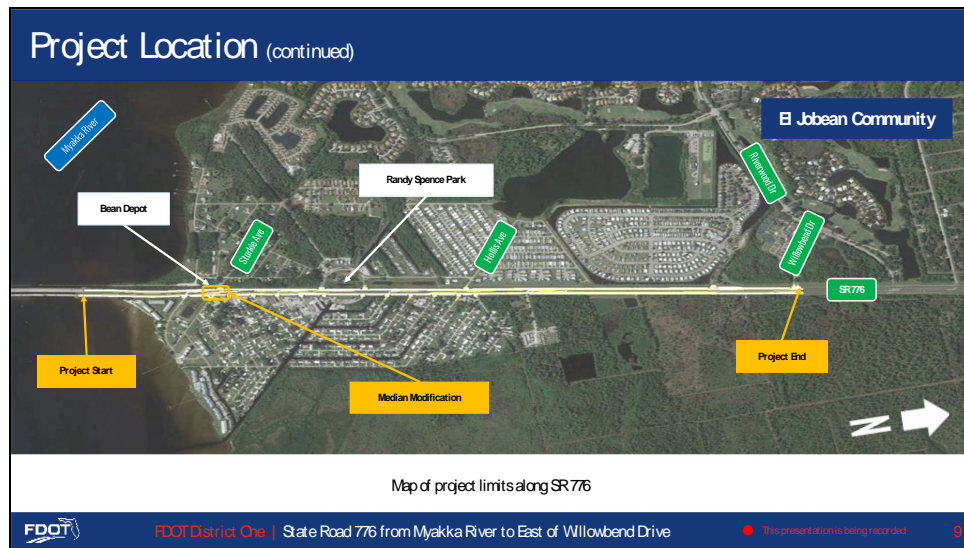 Project Location (continued)
El Jobean Community
Myakka River
Riverwood Dr
Randy Spence Park
Bean Depot
Sturkie Ave
Hollis Ave
Willowbend Dr
SR 776
Project Start
Project End
Median Modification
N
Map of project limits along SR 776
FDOT
FDOT District One | State Road 776 from Myakka River to East of Willowbend Drive
This presentation is being recorded
9